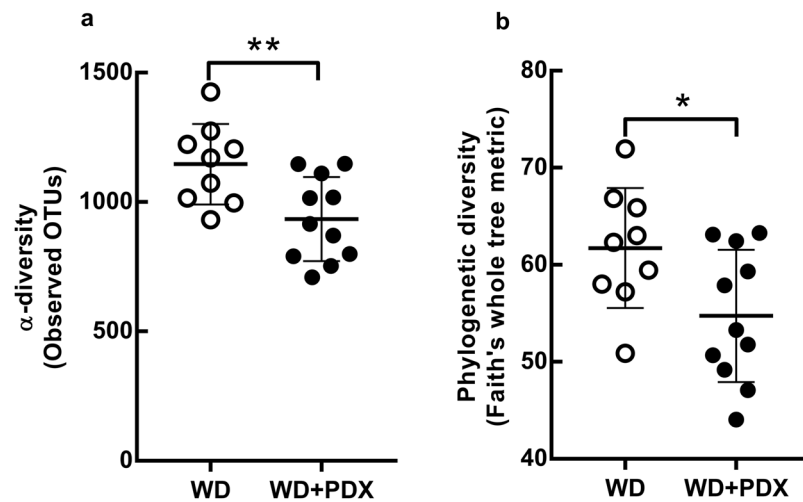 a
**
1500
1000
500
0
α-diversity
(Observed OTUs)
WD
WD+PDX
b
*
80
70
60
50
40
Phylogenetic diversity
(Faith's whole tree metric)
WD
WD+PDX